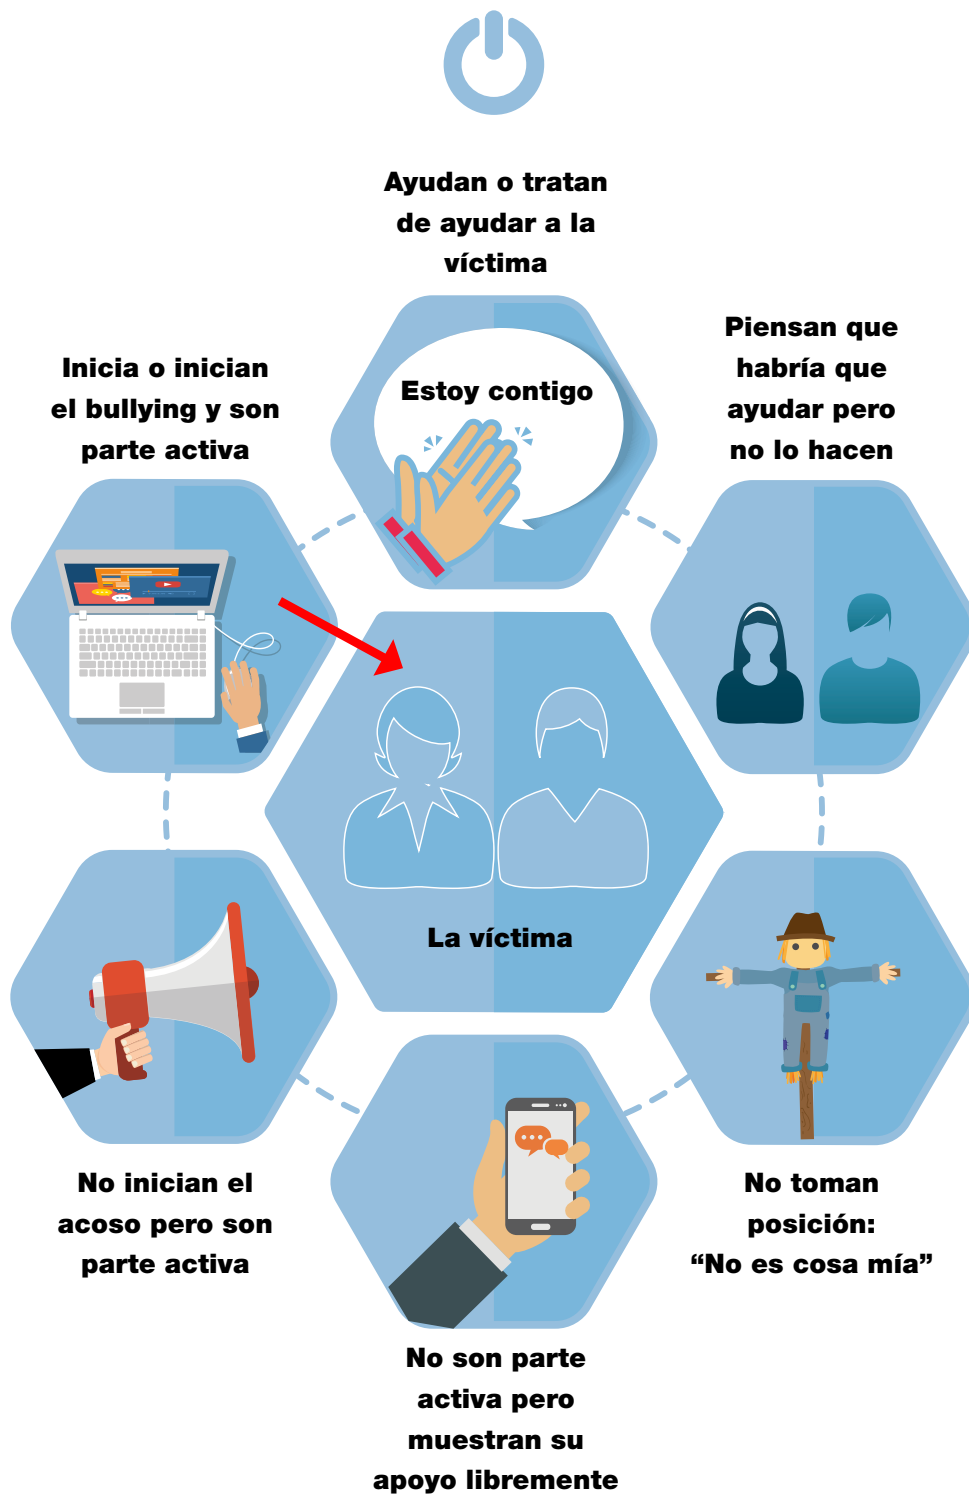 Ayudan o tratan
de ayudar a la
víctima
Piensan que
habría que
ayudar pero
no lo hacen
Inicia o inician
el bullying y son
parte activa
Estoy contigo
La víctima
No inician el
acoso pero son
parte activa
No toman
posición:
“No es cosa mía”
No son parte
activa pero
muestran su
apoyo libremente